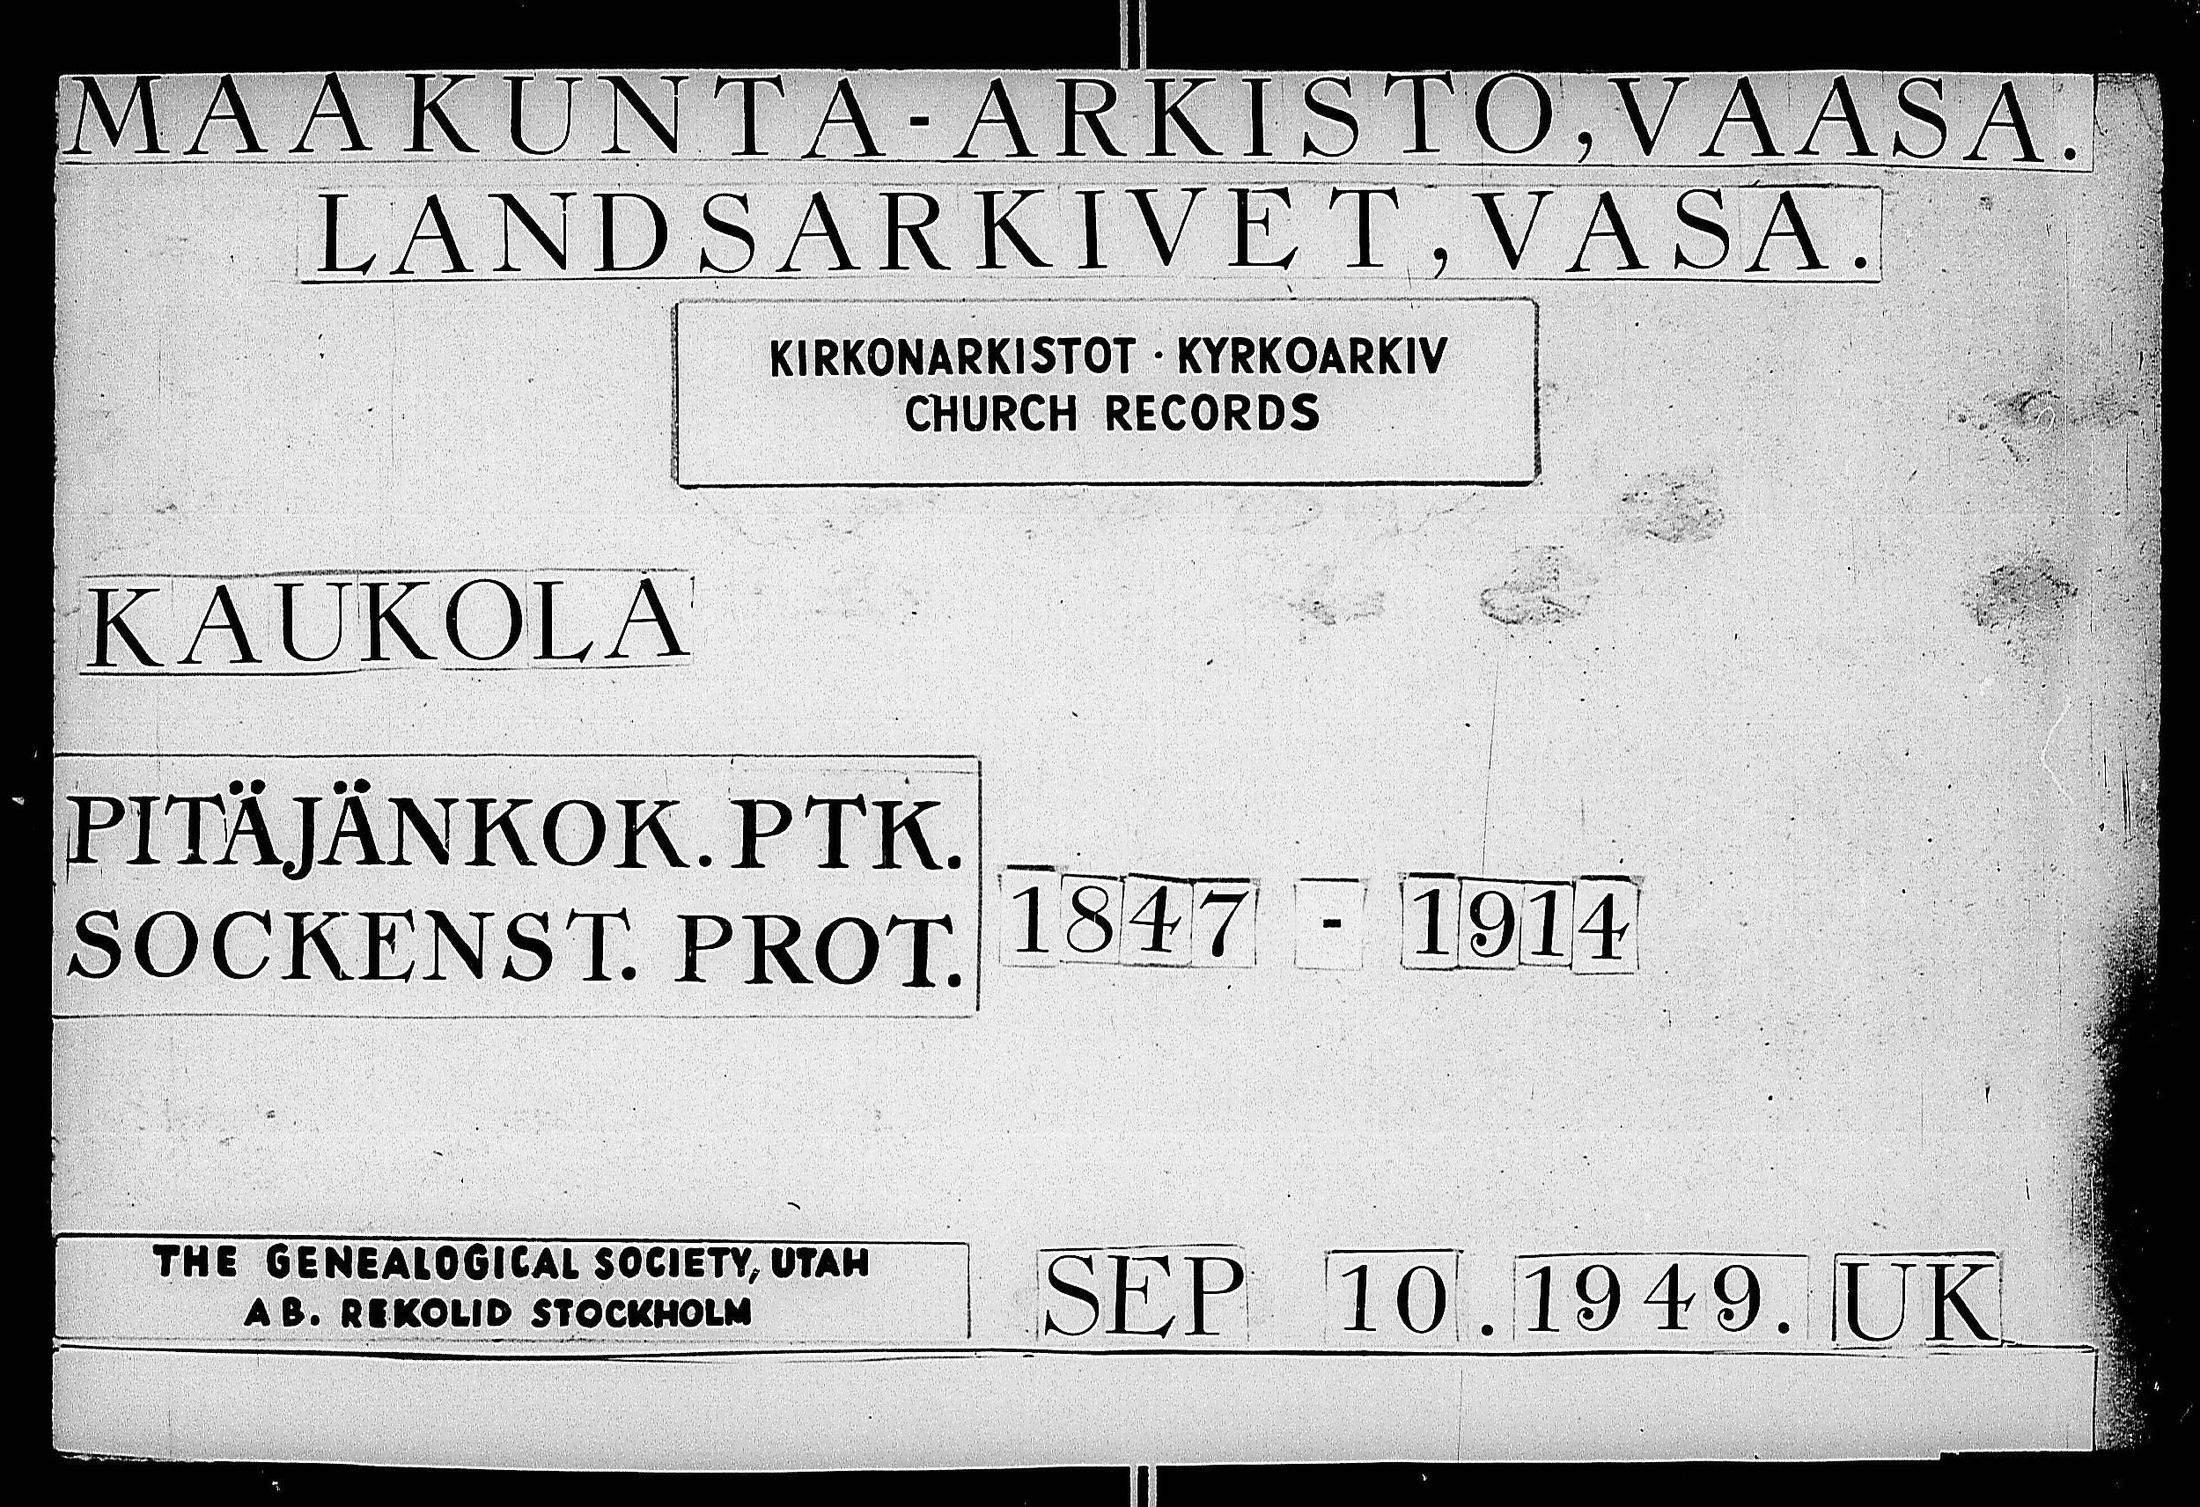 MAAKUNTA-ARKISTO, VAASA.
LANDSARKIVET, VASA.
KIRKONARKISTOT · KYRKOARKIV
CHURCH RECORDS
KAUKOLA
PITÄJÄNKOK. PTK.
SOCKENST. PROT.
1847 - 1914
THE GENEALOGICAL SOCIETY, UTAH
AB. REKOLID STOCKHOLM
SEP 10. 1949. UK